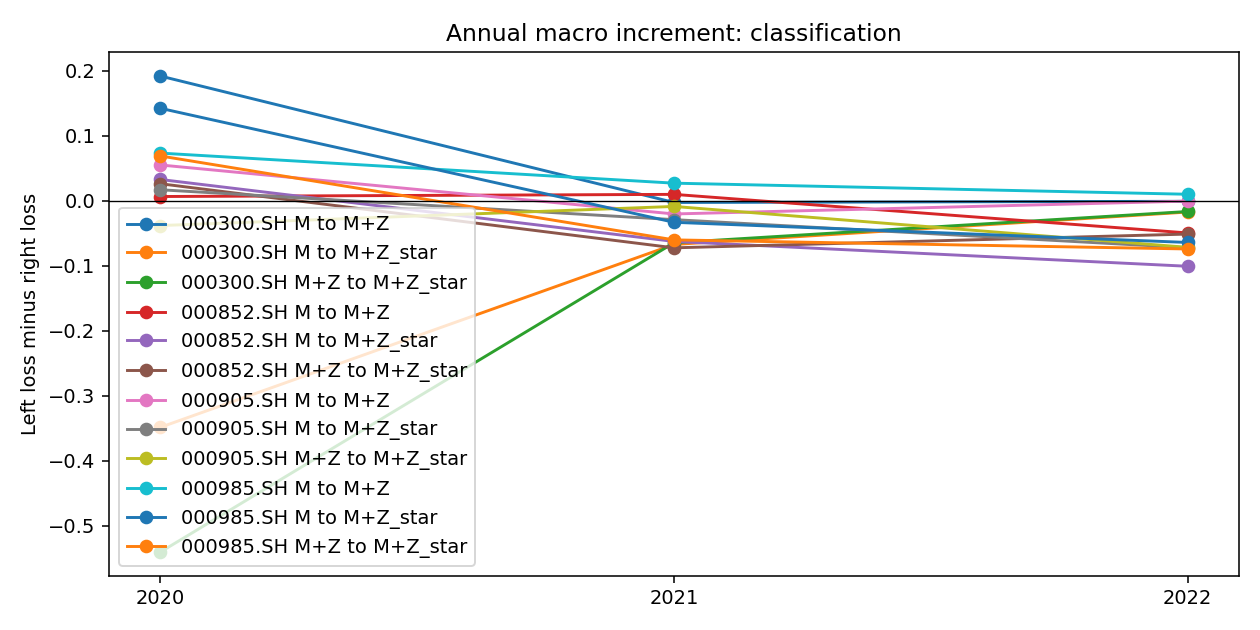 Annual macro increment: classification
Left loss minus right loss
0.2
0.1
0.0
−0.1
−0.2
−0.3
−0.4
−0.5
000300.SH M to M+Z
000300.SH M to M+Z_star
000300.SH M+Z to M+Z_star
000852.SH M to M+Z
000852.SH M to M+Z_star
000852.SH M+Z to M+Z_star
000905.SH M to M+Z
000905.SH M to M+Z_star
000905.SH M+Z to M+Z_star
000985.SH M to M+Z
000985.SH M to M+Z_star
000985.SH M+Z to M+Z_star
2020
2021
2022